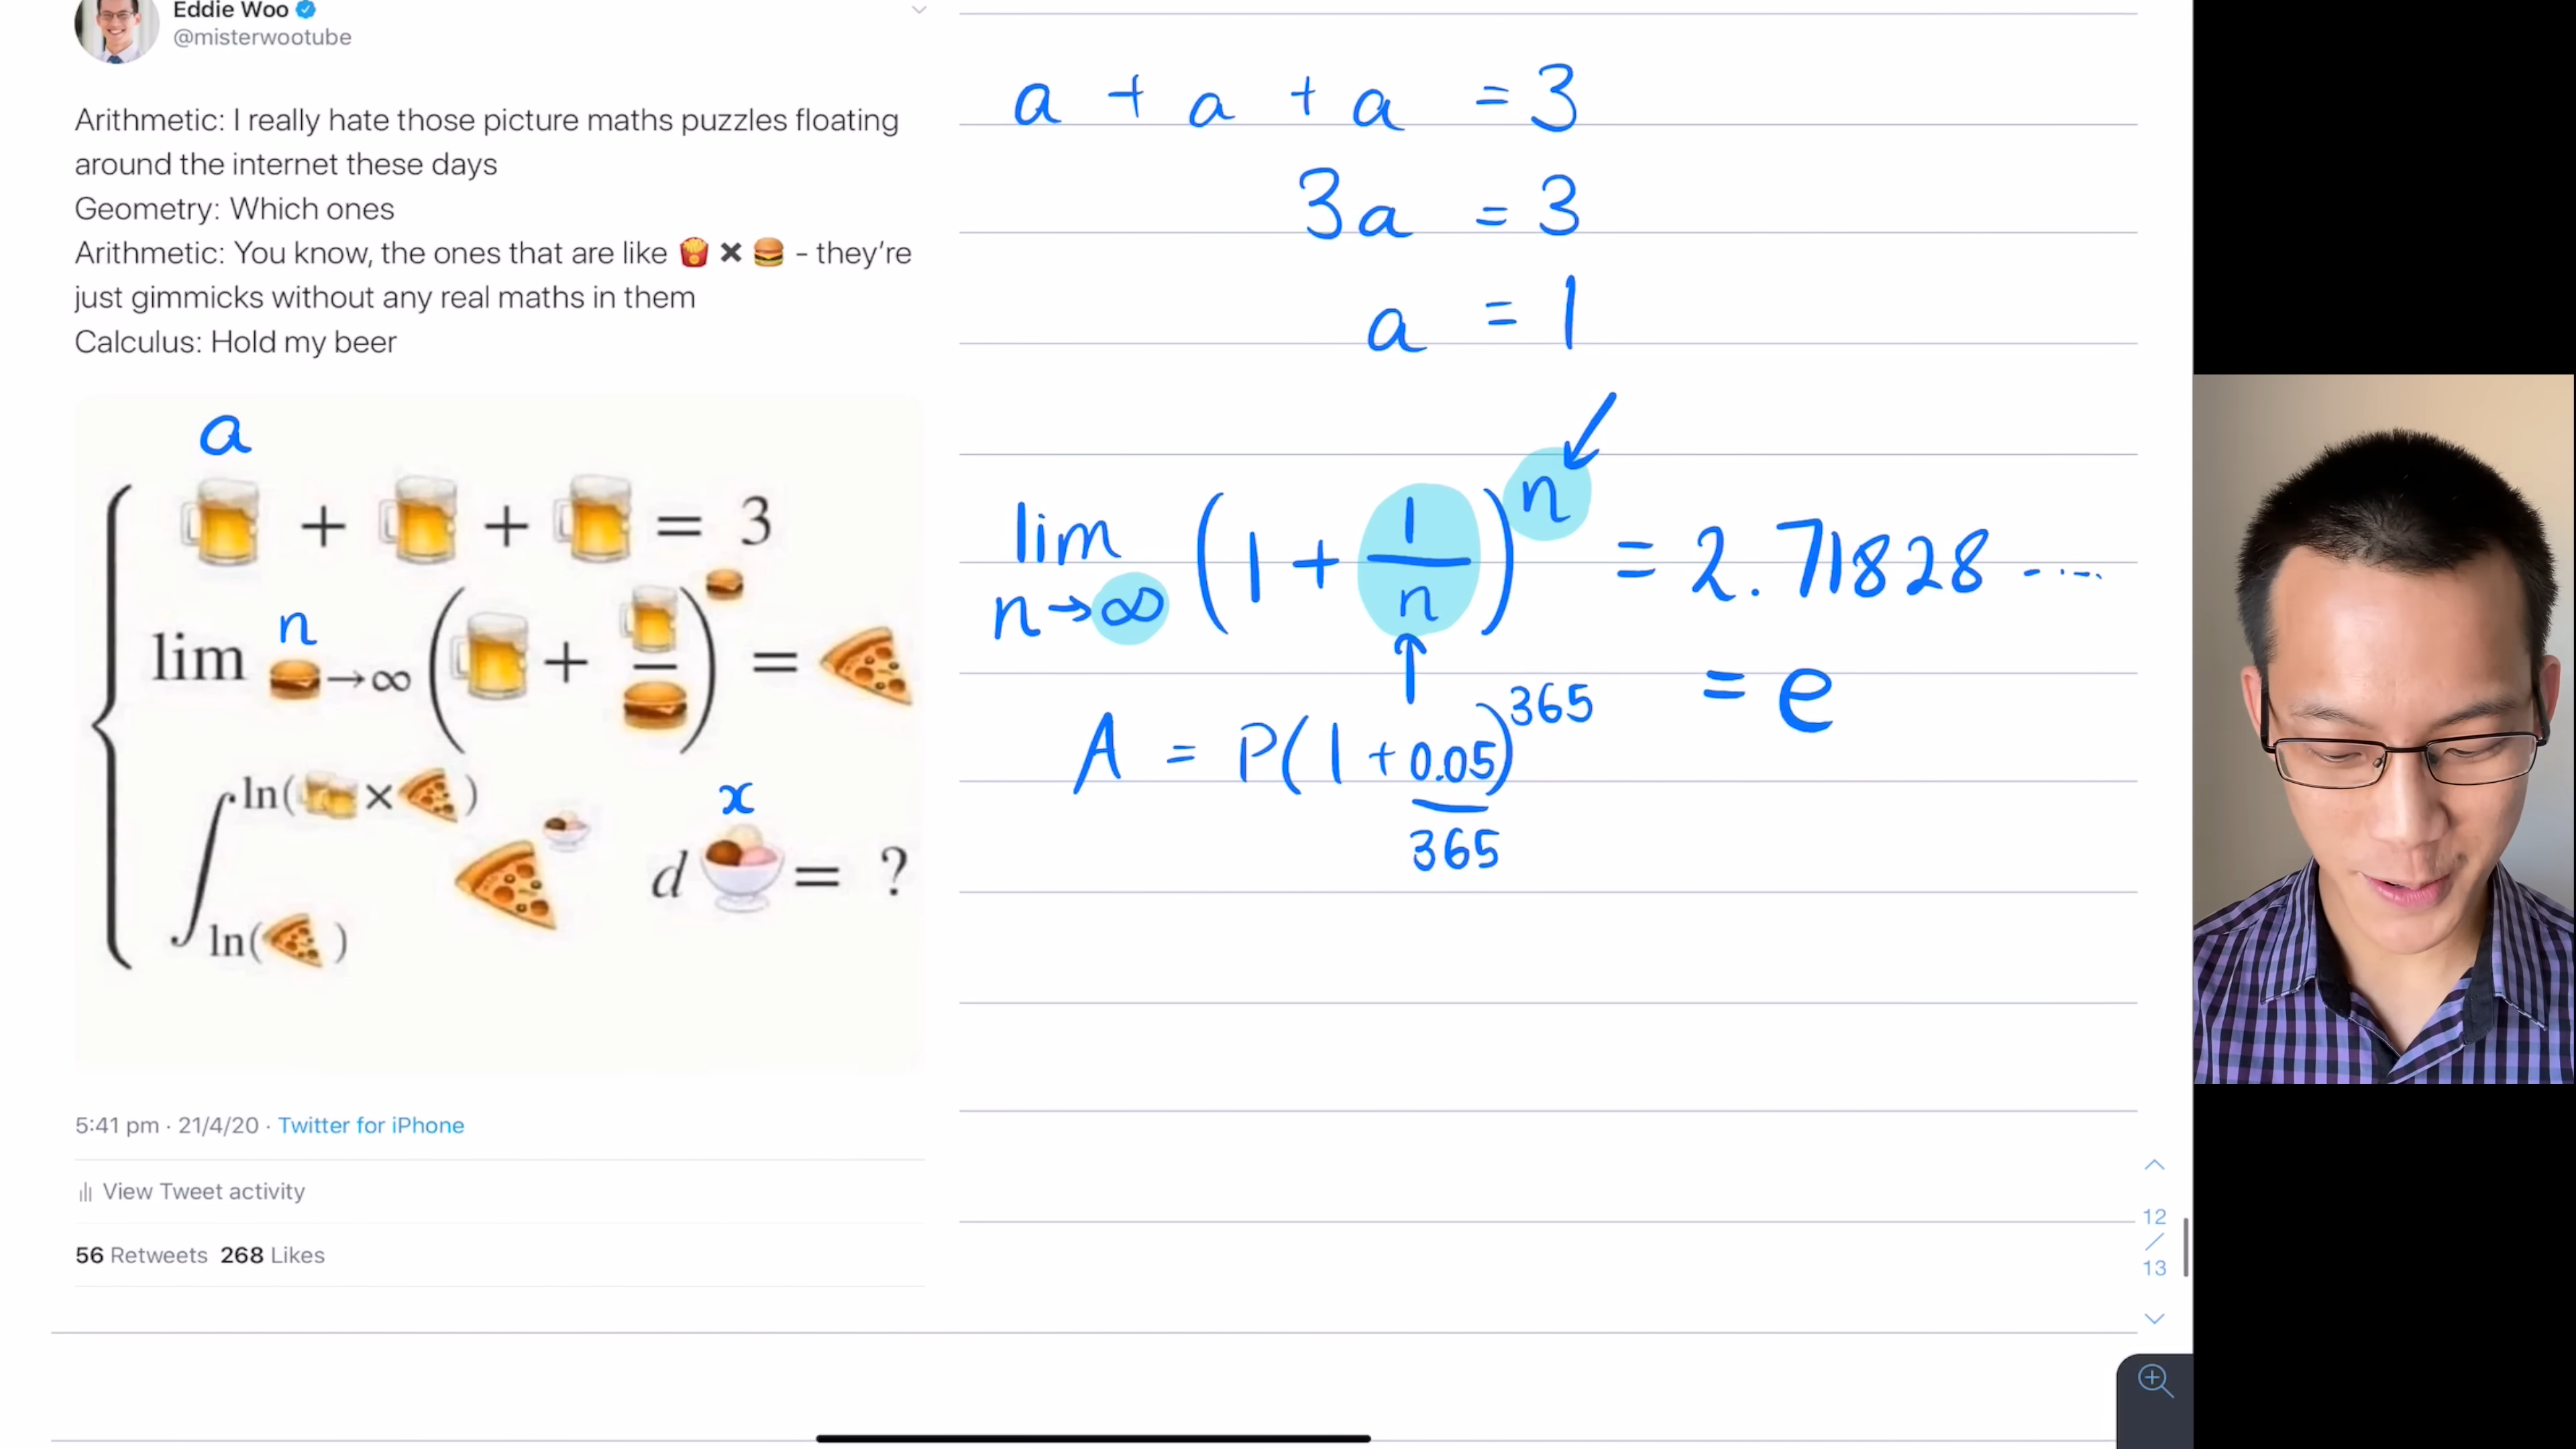 Eddie Woo
@misterwootube
Arithmetic: I really hate those picture maths puzzles floating
around the internet these days
Geometry: Which ones
Arithmetic: You know, the ones that are like 🍟 ✖ 🍔 - they're
just gimmicks without any real maths in them
Calculus: Hold my beer
a
🍺 + 🍺 + 🍺 = 3
n
lim 🍔→∞ (🍺 + 🍺/🍔)^🍔 = 🍕
∫ ln(🍻×🍕) ln(🍕) 🍕^🍨 d🍨 = ?
x
5:41 pm · 21/4/20 · Twitter for iPhone
View Tweet activity
56 Retweets 268 Likes
a + a + a = 3
3a = 3
a = 1
lim n→∞ (1 + 1/n)^n = 2.71828....
= e
A = P(1 + 0.05/365)^365
12
/
13